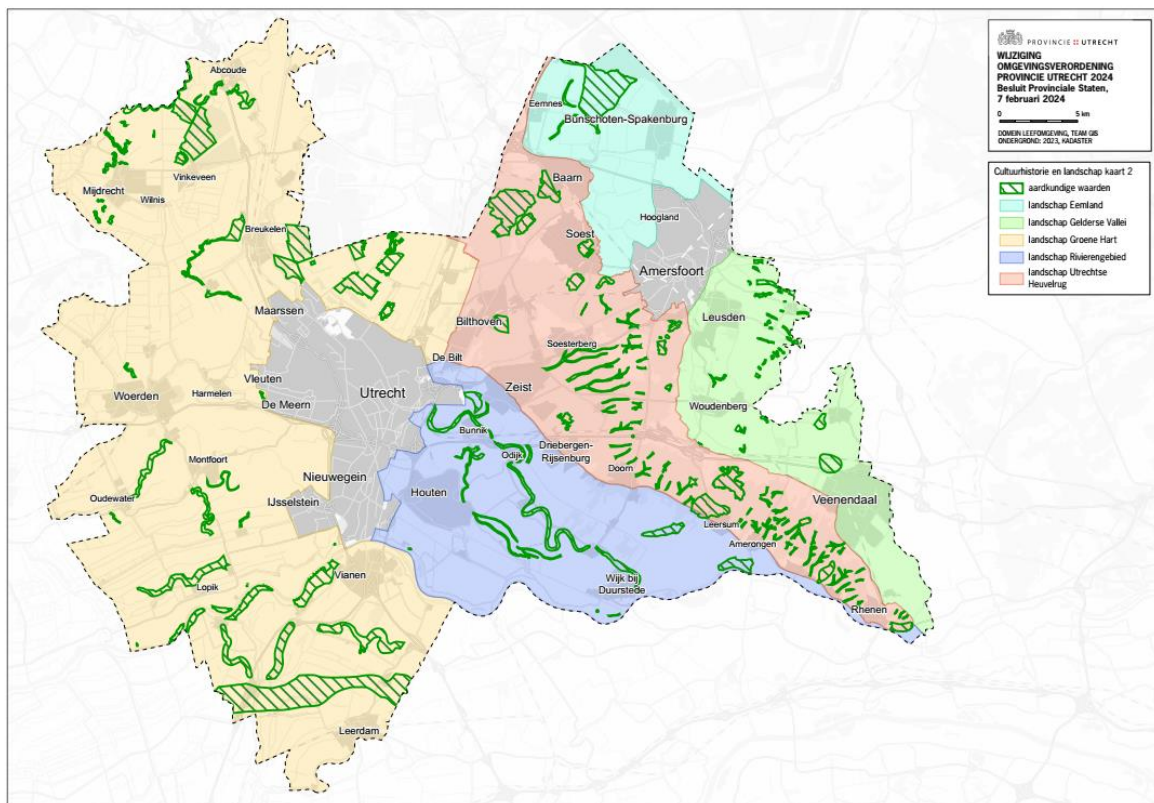 PROVINCIE UTRECHT
WIJZIGING
OMGEVINGSVERORDENING
PROVINCIE UTRECHT 2024
Besluit Provinciale Staten,
7 februari 2024
0 5 km
DOMEIN LEEFOMGEVING, TEAM GIS
ONDERGROND: 2023, KADASTER
Cultuurhistorie en landschap kaart 2
aardkundige waarden
landschap Eemland
landschap Gelderse Vallei
landschap Groene Hart
landschap Rivierengebied
landschap Utrechtse
Heuvelrug
Abcoude
Eemnes
Bunschoten-Spakenburg
Vinkeveen
Mijdrecht
Wilnis
Baarn
Hoogland
Breukelen
Soest
Amersfoort
Maarssen
Bilthoven
Leusden
Soesterberg
De Bilt
Vleuten
Zeist
Woerden
Harmelen
Utrecht
De Meern
Woudenberg
Bunnik
Driebergen-
Rijsenburg
Odijk
Montfoort
Doorn
Nieuwegein
Houten
Oudewater
IJsselstein
Veenendaal
Leersum
Amerongen
Vianen
Lopik
Wijk bij
Duurstede
Rhenen
Leerdam